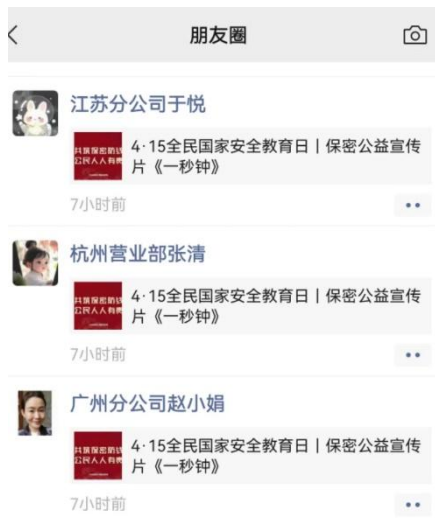 朋友圈
江苏分公司于悦
4·15全民国家安全教育日丨保密公益宣传
片《一秒钟》
7小时前
杭州营业部张清
4·15全民国家安全教育日丨保密公益宣传
片《一秒钟》
7小时前
广州分公司赵小娟
4·15全民国家安全教育日丨保密公益宣传
片《一秒钟》
7小时前